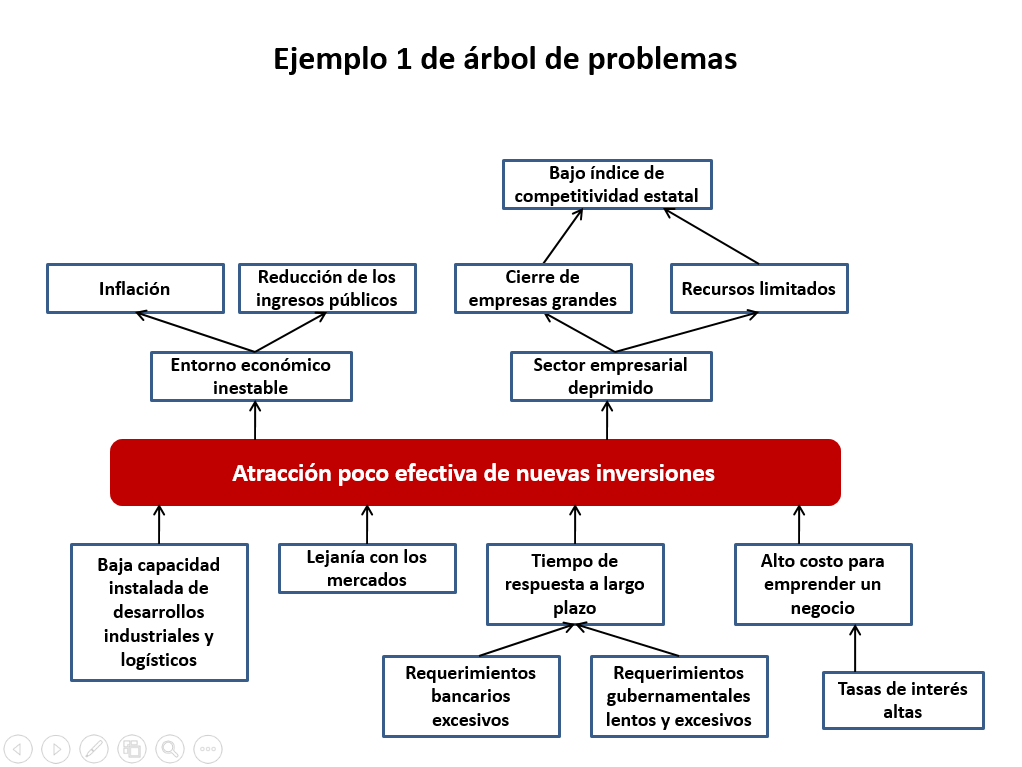 Ejemplo 1 de árbol de problemas
Bajo índice de
competitividad estatal
Inflación
Reducción de los
ingresos públicos
Cierre de
empresas grandes
Recursos limitados
Entorno económico
inestable
Sector empresarial
deprimido
Atracción poco efectiva de nuevas inversiones
Baja capacidad
instalada de
desarrollos
industriales y
logísticos
Lejanía con los
mercados
Tiempo de
respuesta a largo
plazo
Alto costo para
emprender un
negocio
Requerimientos
bancarios
excesivos
Requerimientos
gubernamentales
lentos y excesivos
Tasas de interés
altas